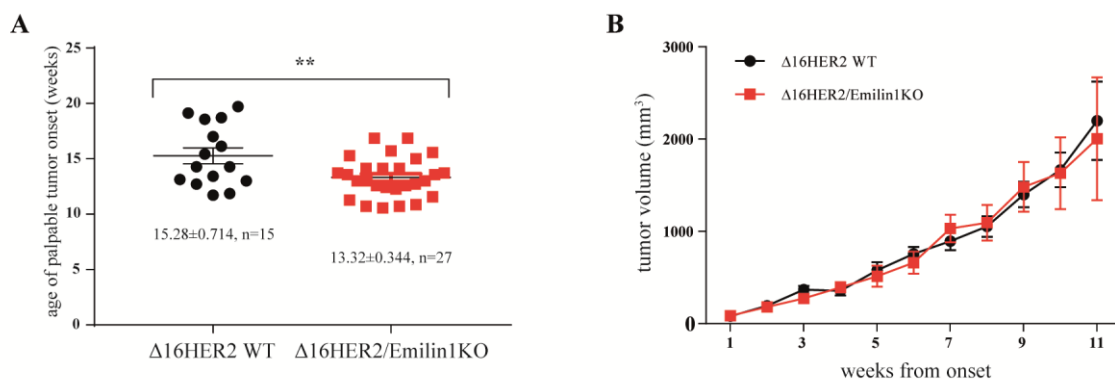 A
age of palpable tumor onset (weeks)
25
20
15
10
5
0
**
15.28±0.714, n=15
13.32±0.344, n=27
Δ16HER2 WT
Δ16HER2/Emilin1KO
B
tumor volume (mm³)
3000
2000
1000
0
Δ16HER2 WT
Δ16HER2/Emilin1KO
1 3 5 7 9 11
weeks from onset